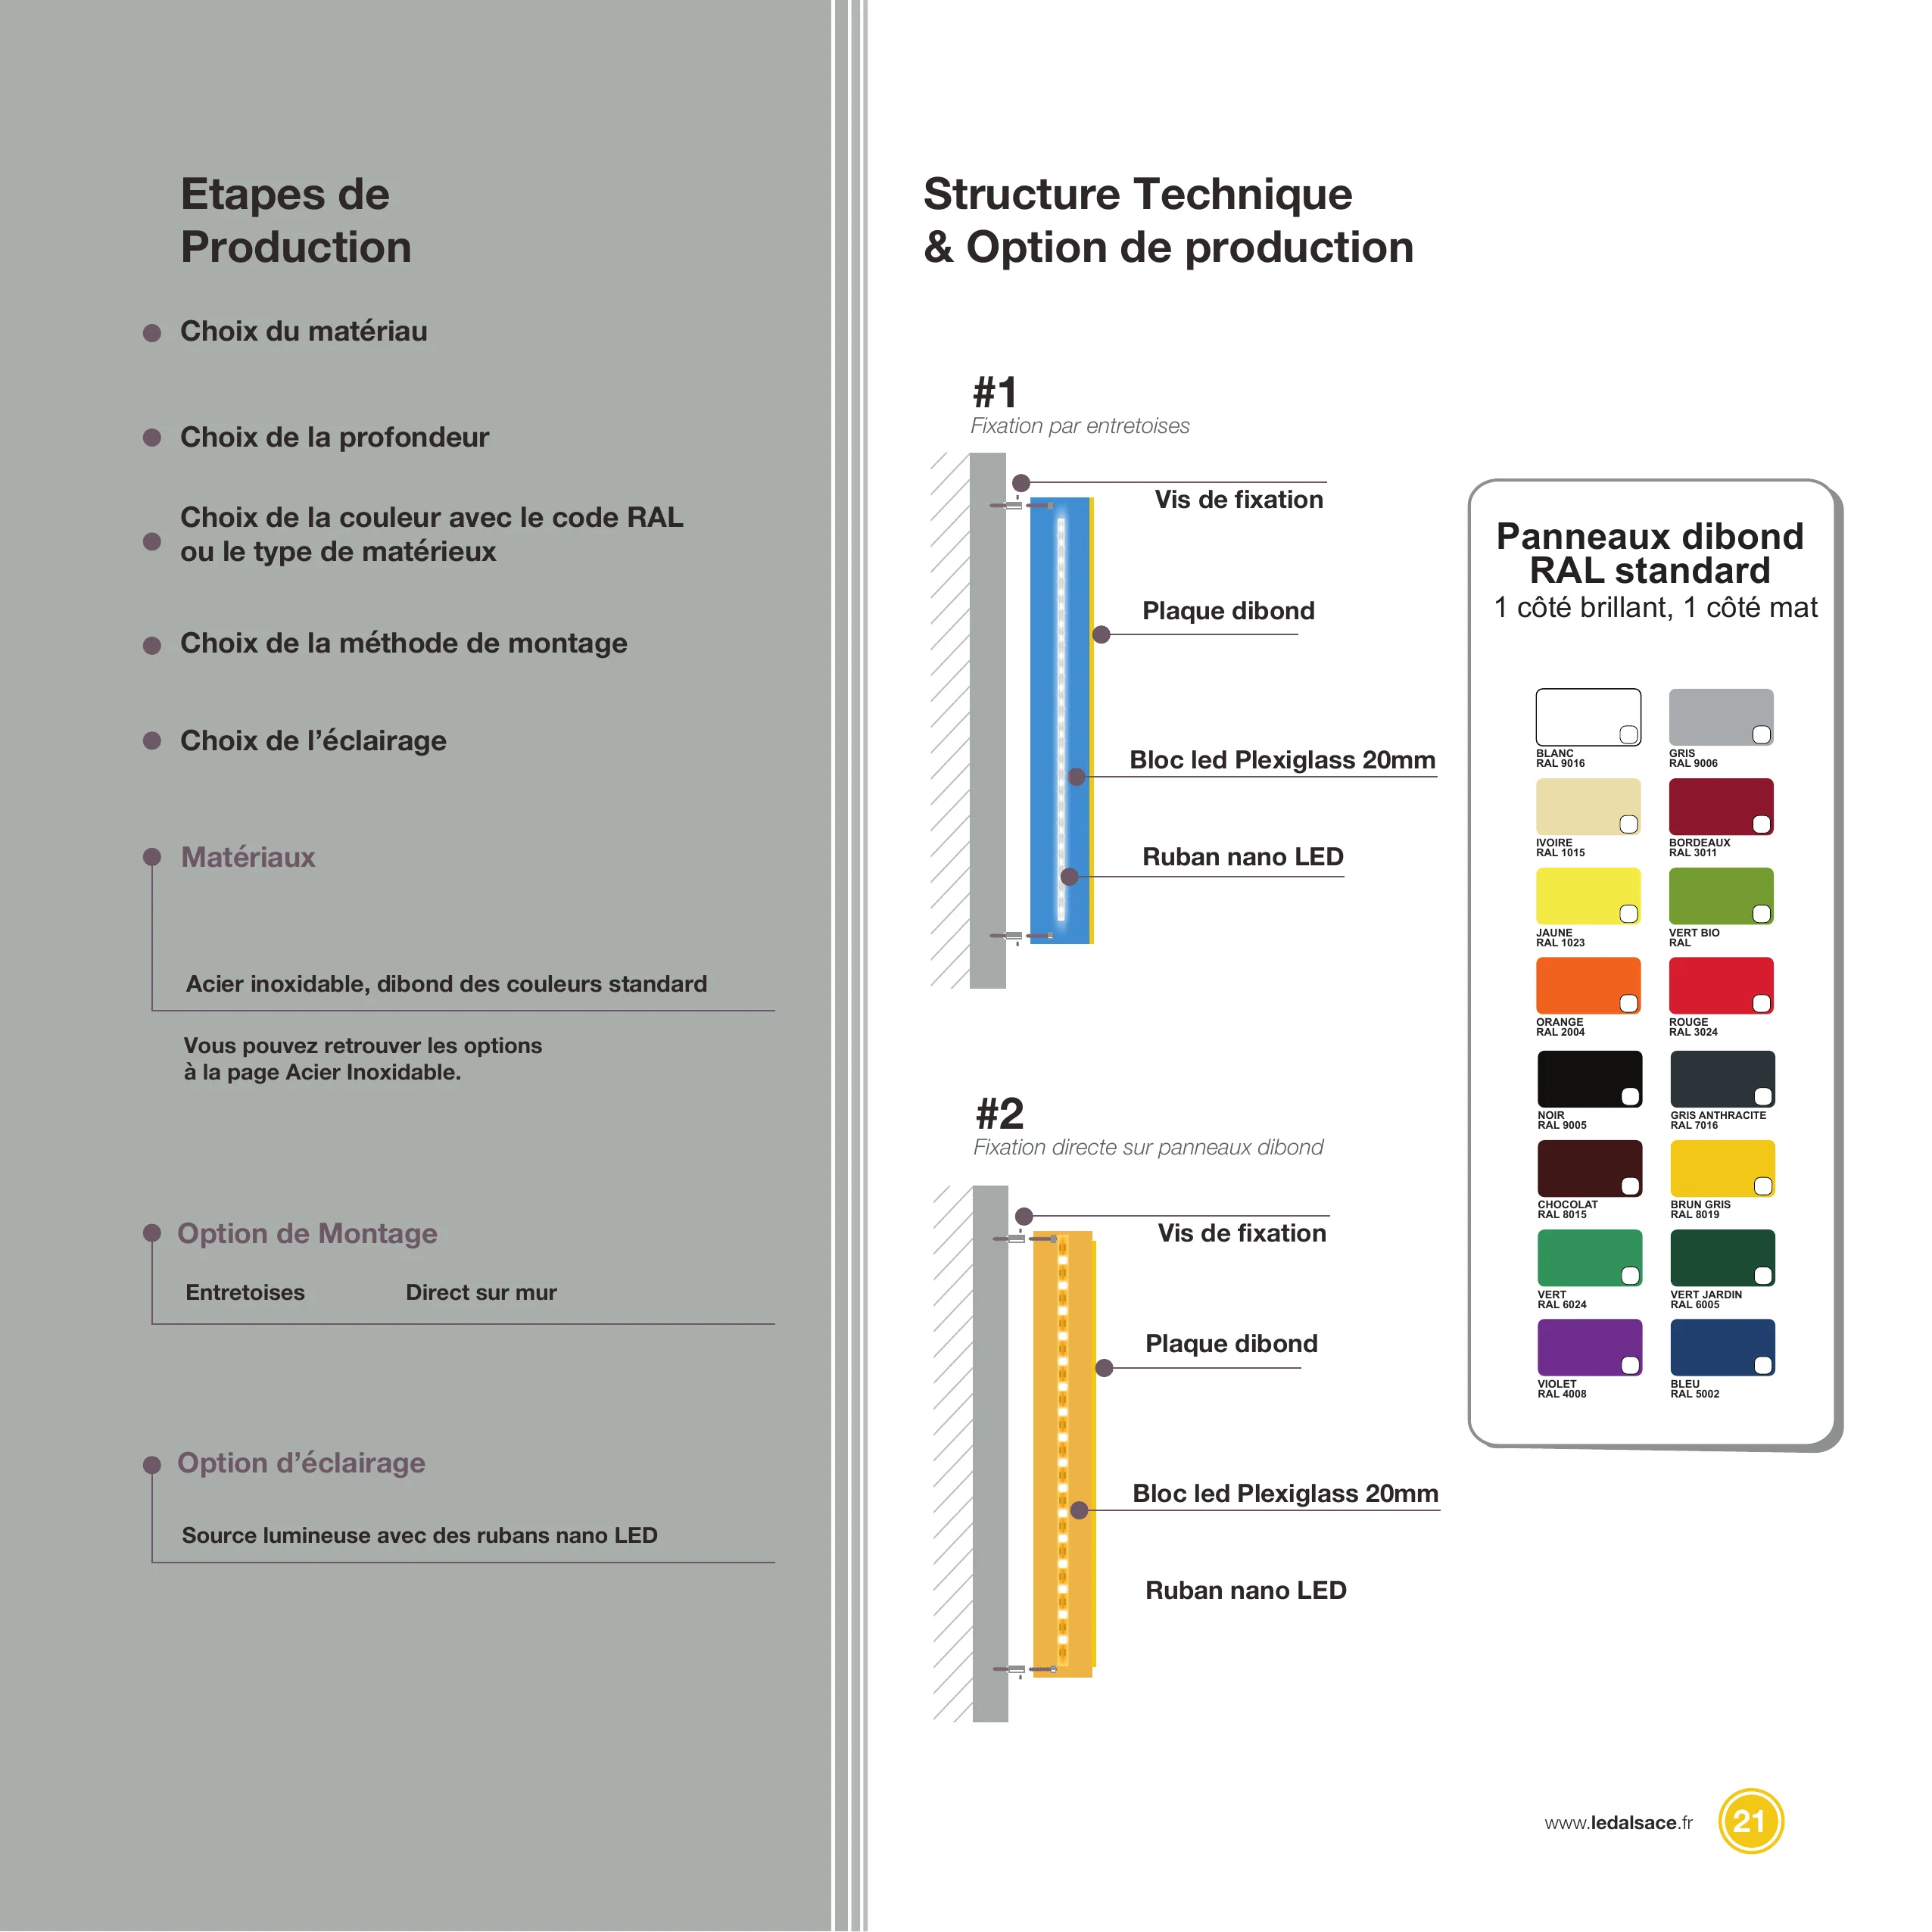 Etapes de
Production
Choix du matériau
Choix de la profondeur
Choix de la couleur avec le code RAL
ou le type de matérieux
Choix de la méthode de montage
Choix de l’éclairage
Matériaux
Acier inoxidable, dibond des couleurs standard
Vous pouvez retrouver les options
à la page Acier Inoxidable.
Option de Montage
Entretoises Direct sur mur
Option d’éclairage
Source lumineuse avec des rubans nano LED
Structure Technique
& Option de production
#1
Fixation par entretoises
Vis de fixation
Plaque dibond
Bloc led Plexiglass 20mm
Ruban nano LED
#2
Fixation directe sur panneaux dibond
Vis de fixation
Plaque dibond
Bloc led Plexiglass 20mm
Ruban nano LED
Panneaux dibond
RAL standard
1 côté brillant, 1 côté mat
BLANC
RAL 9016
GRIS
RAL 9006
IVOIRE
RAL 1015
BORDEAUX
RAL 3011
JAUNE
RAL 1023
VERT BIO
RAL
ORANGE
RAL 2004
ROUGE
RAL 3024
NOIR
RAL 9005
GRIS ANTHRACITE
RAL 7016
CHOCOLAT
RAL 8015
BRUN GRIS
RAL 8019
VERT
RAL 6024
VERT JARDIN
RAL 6005
VIOLET
RAL 4008
BLEU
RAL 5002
www.ledalsace.fr
21